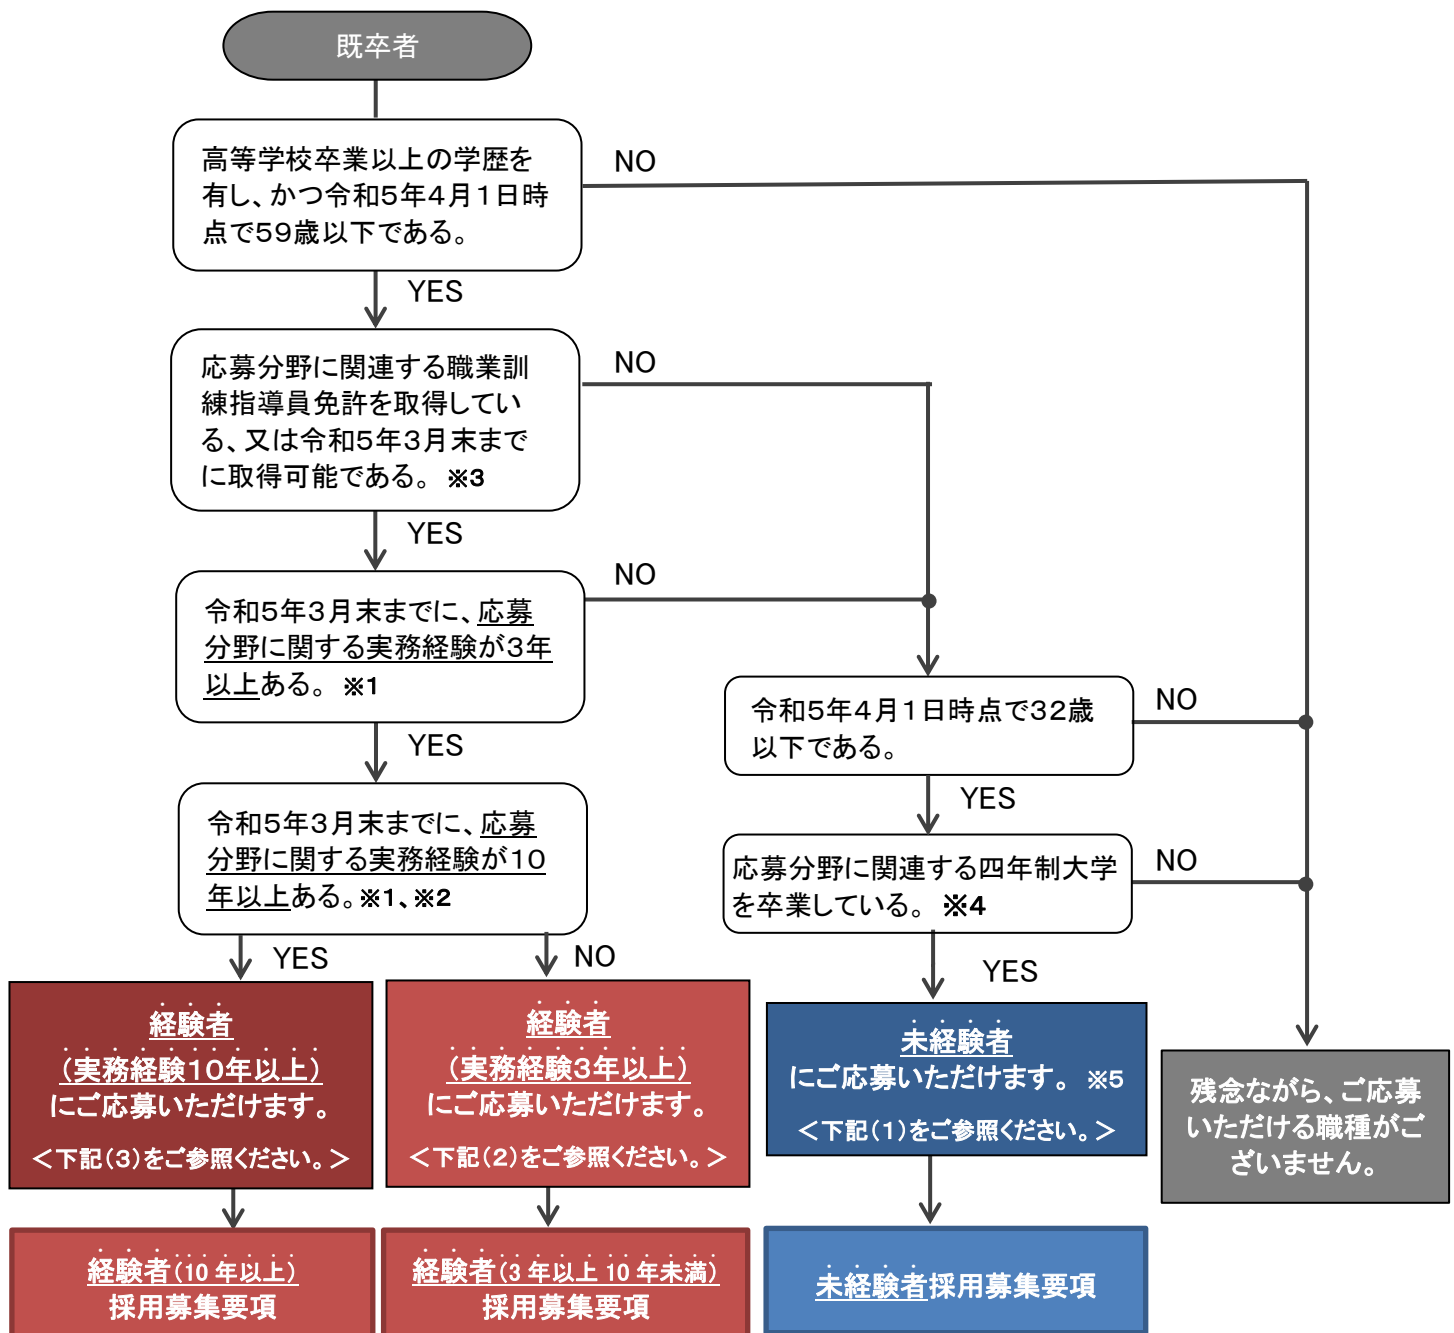 既卒者
高等学校卒業以上の学歴を
有し、かつ令和5年4月1日時
点で59歳以下である。
NO
YES
応募分野に関連する職業訓
練指導員免許を取得してい
る、又は令和5年3月末まで
に取得可能である。 ※3
NO
YES
令和5年3月末までに、応募
分野に関する実務経験が3年
以上ある。 ※1
NO
YES
令和5年3月末までに、応募
分野に関する実務経験が10
年以上ある。※1、※2
YES
NO
令和5年4月1日時点で32歳
以下である。
NO
YES
応募分野に関連する四年制大学
を卒業している。 ※4
NO
YES
経験者
(実務経験10年以上)
にご応募いただけます。
<下記(3)をご参照ください。>
経験者
(実務経験3年以上)
にご応募いただけます。
<下記(2)をご参照ください。>
未経験者
にご応募いただけます。 ※5
<下記(1)をご参照ください。>
残念ながら、ご応募
いただける職種がご
ざいません。
経験者(10 年以上)
採用募集要項
経験者(3 年以上 10 年未満)
採用募集要項
未経験者採用募集要項